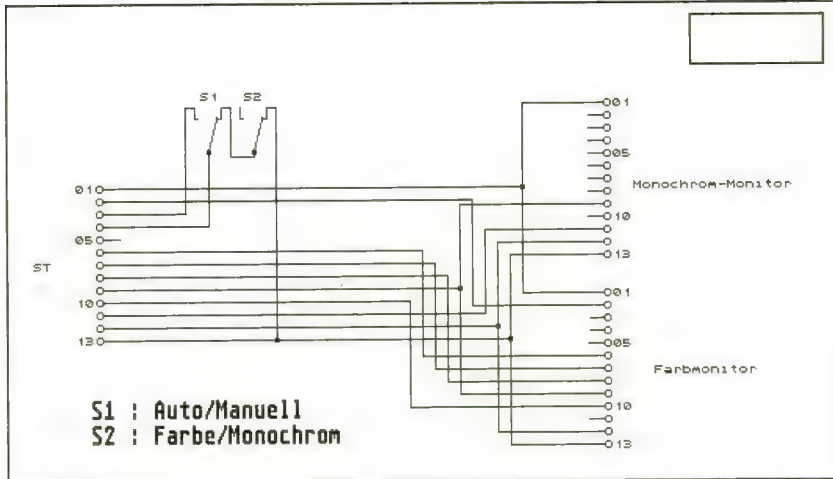 S1 S2
01
05
ST
10
13
01
05
Monochrom-Monitor
10
13
01
05
Farbmonitor
10
13
S1 : Auto/Manuell
S2 : Farbe/Monochrom